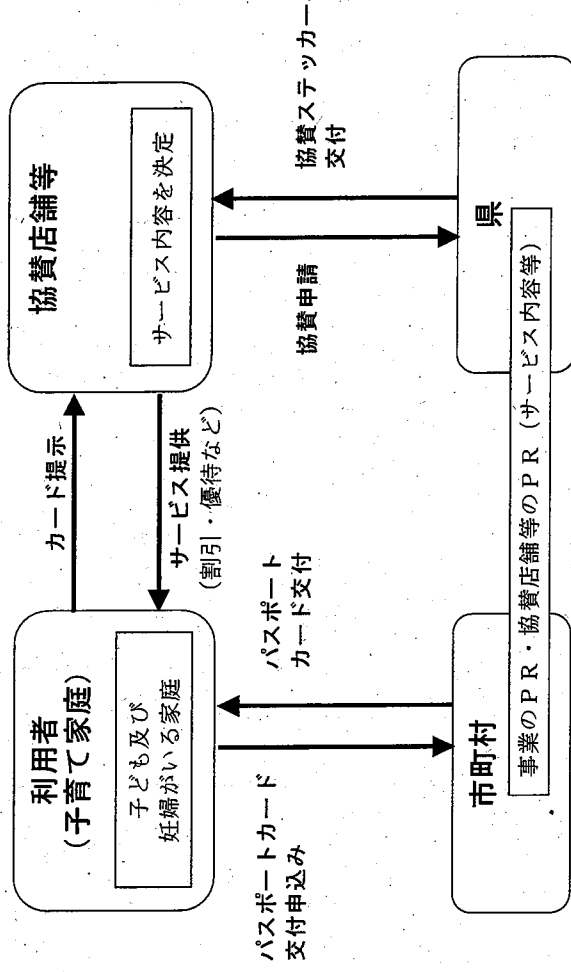 利用者
(子育て家庭)
子ども及び
妊婦がいる家庭
カード提示
サービス提供
(割引・優待など)
協賛店舗等
サービス内容を決定
パスポートカード
交付申込み
パスポート
カード交付
協賛申請
協賛ステッカー
交付
市町村
県
事業のPR・協賛店舗等のPR(サービス内容等)